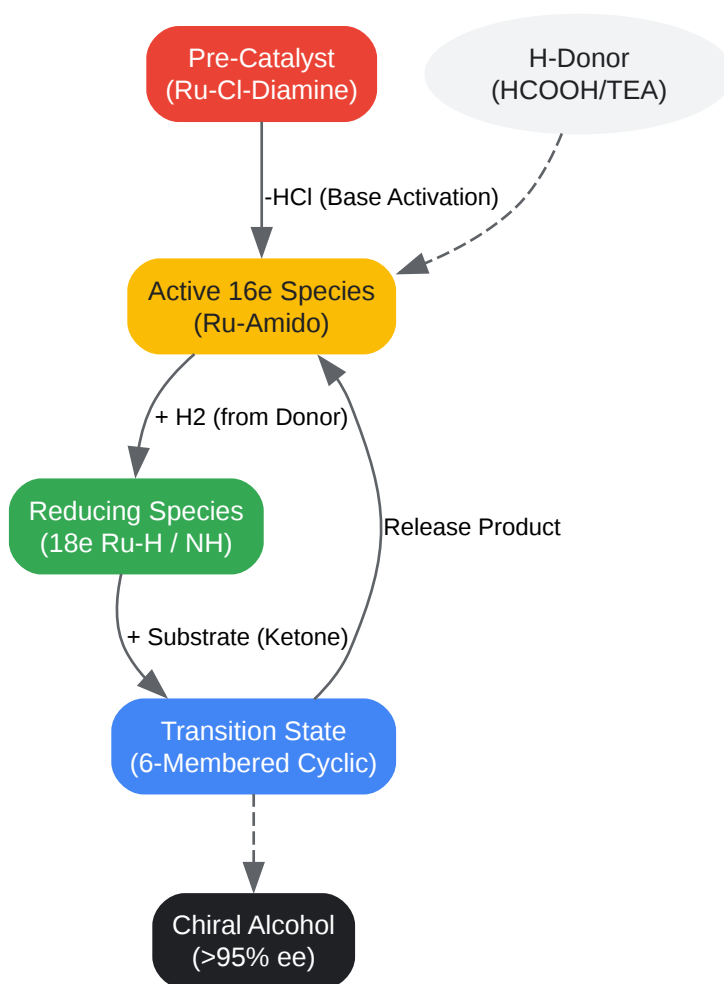 Pre-Catalyst
(Ru-Cl-Diamine)
H-Donor
(HCOOH/TEA)
-HCl (Base Activation)
Active 16e Species
(Ru-Amido)
+ H2 (from Donor)
Reducing Species
(18e Ru-H / NH)
Release Product
+ Substrate (Ketone)
Transition State
(6-Membered Cyclic)
Chiral Alcohol
(>95% ee)